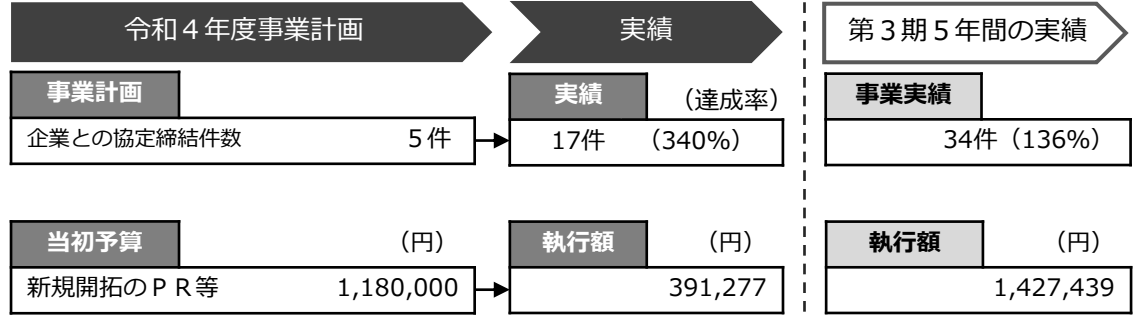 令和４年度事業計画
実績
第３期５年間の実績
事業計画
実績
（達成率）
事業実績
企業との協定締結件数 ５件
17件 （340%）
34件（136%）
当初予算 （円）
執行額 （円）
執行額 （円）
新規開拓のＰＲ等 1,180,000
391,277
1,427,439